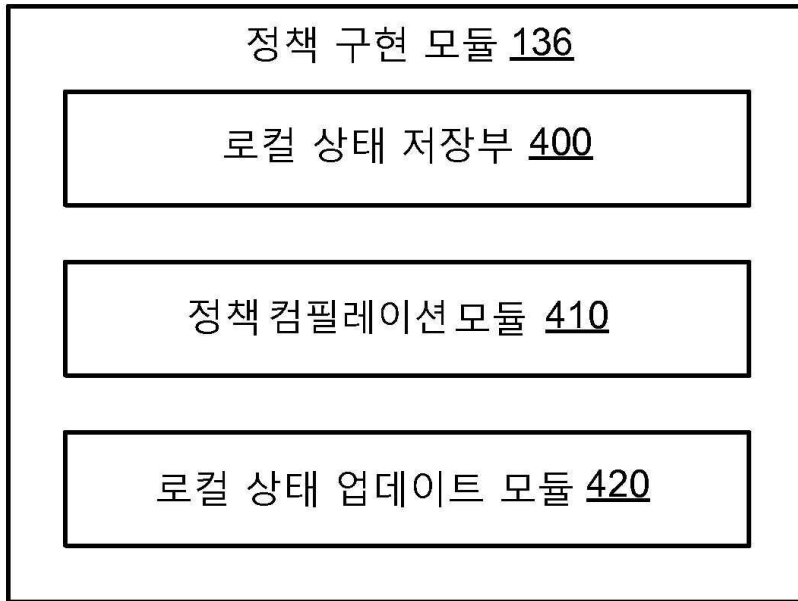 정책 구현 모듈 136
로컬 상태 저장부 400
정책 컴필레이션 모듈 410
로컬 상태 업데이트 모듈 420